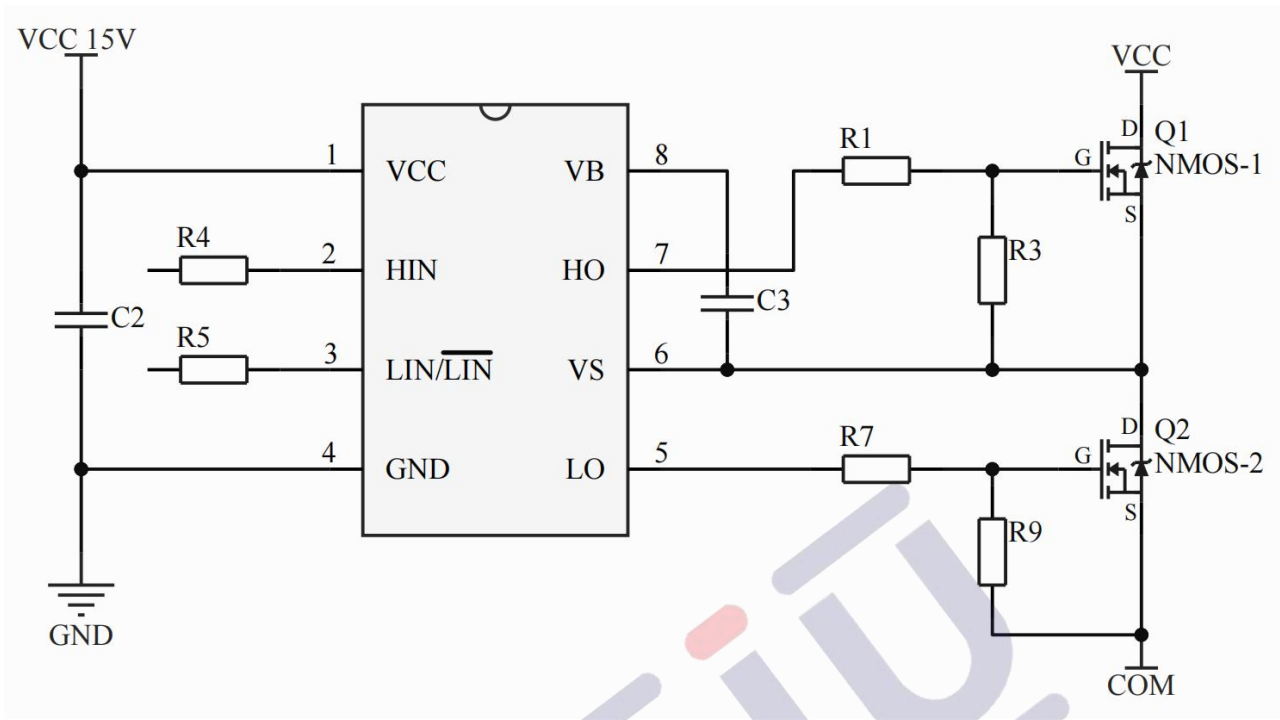 VCC 15V
VCC
D
Q1
R1
1
8
G
NMOS-1
VCC
VB
S
R4
2
7
R3
HIN
HO
C3
C2
R5
3
6
LIN/L̅I̅N̅
VS
R7
D
Q2
4
5
G
NMOS-2
GND
LO
S
R9
GND
COM